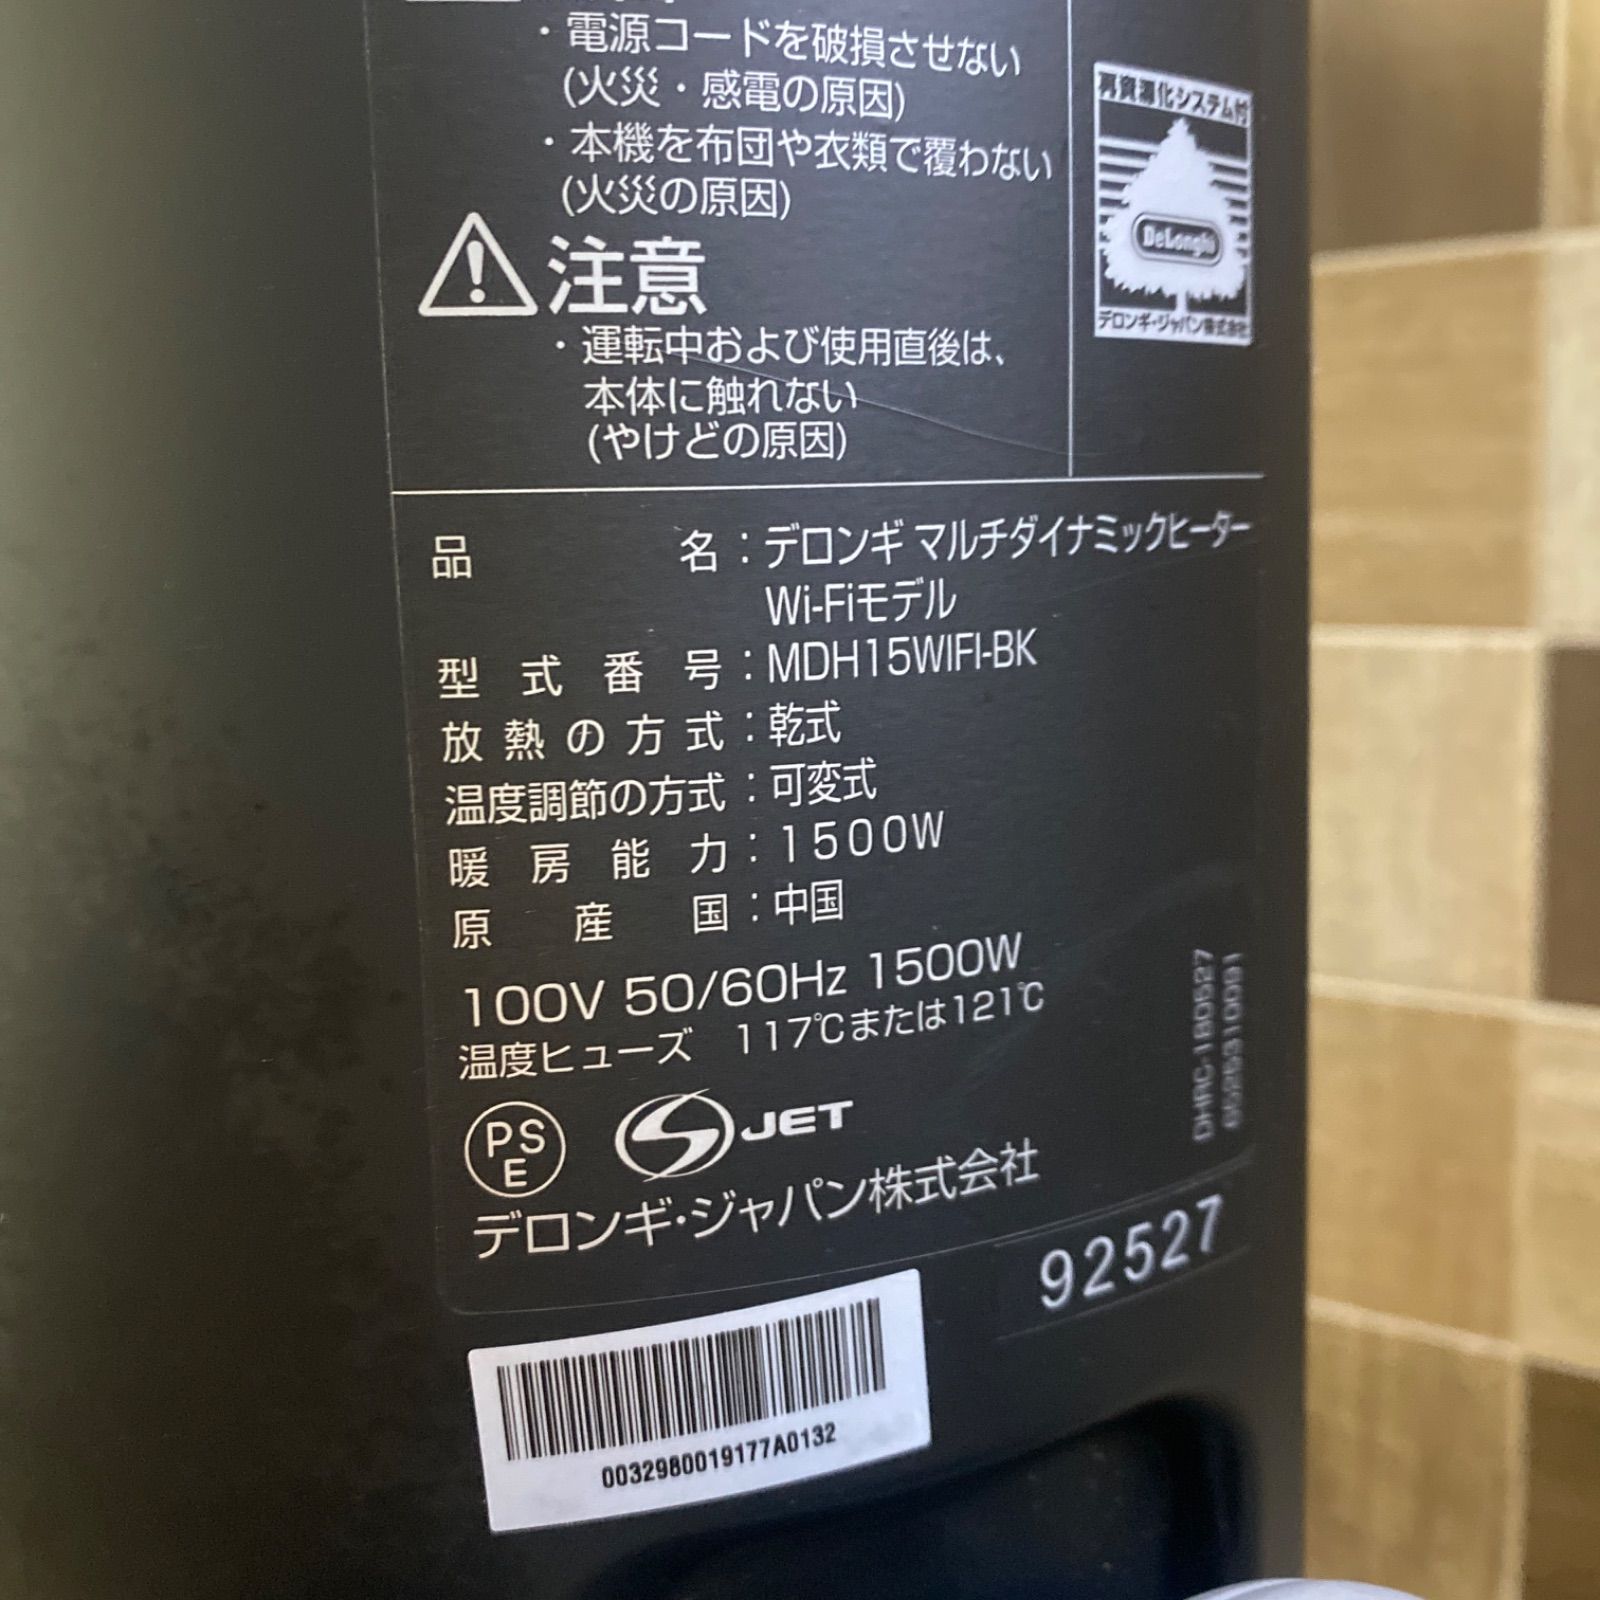 ・電源コードを破損させない
(火災・感電の原因)
・本機を布団や衣類で覆わない
(火災の原因)
注意
・運転中および使用直後は、
本体に触れない
(やけどの原因)
再資源化システム付
DeLonghi
デロンギ・ジャパン株式会社
品名：デロンギ マルチダイナミックヒーター
Wi-Fiモデル
型式番号：MDH15WIFI-BK
放熱の方式：乾式
温度調節の方式：可変式
暖房能力：1500W
原産国：中国
100V 50/60Hz 1500W
温度ヒューズ 117℃または121℃
PS
E
S JET
デロンギ・ジャパン株式会社
DHRC-180527
6525310091
92527
0032980019177A0132